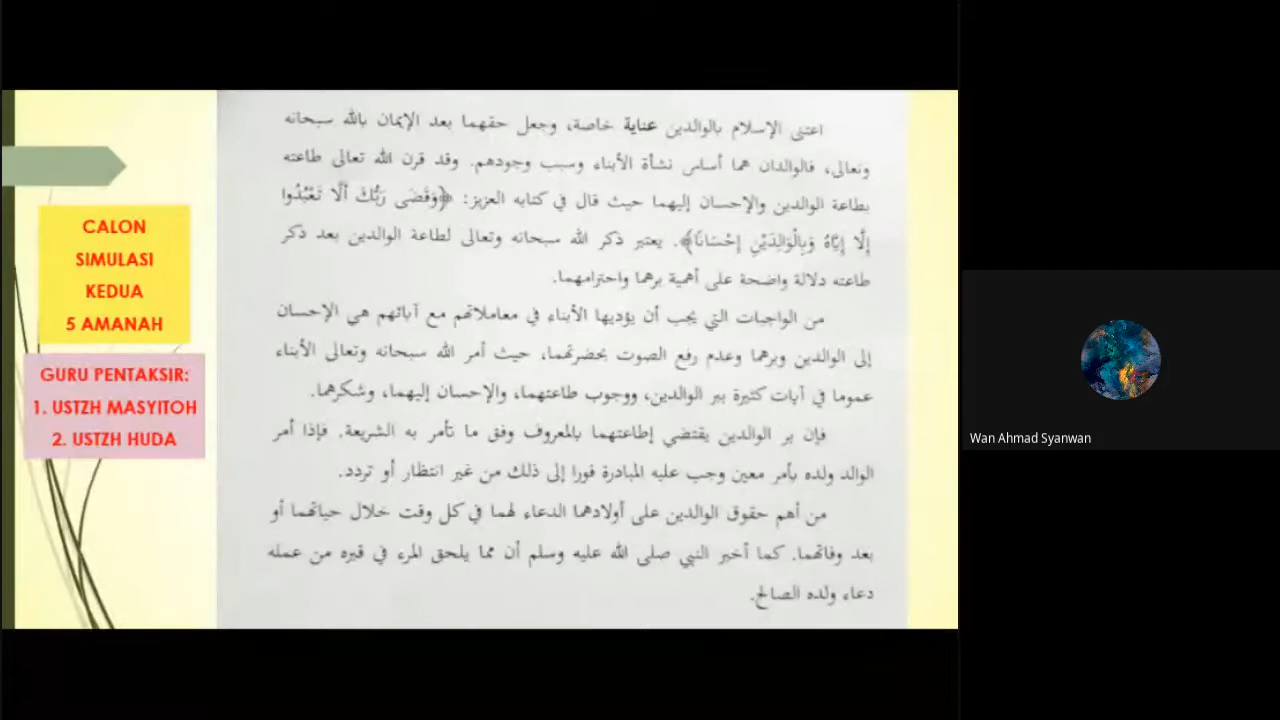 CALON
SIMULASI
KEDUA
5 AMANAH
GURU PENTAKSIR:
1. USTZH MASYITOH
2. USTZH HUDA
اعتنى الإسلام بالوالدين عناية خاصة، وجعل حقهما بعد الإيمان بالله سبحانه
وتعالى، فالوالدان هما أساس نشأة الأبناء وسبب وجودهم. وقد قرن الله تعالى طاعته
بطاعة الوالدين والإحسان إليهما حيث قال في كتابه العزيز: ﴿وَقَضَى رَبُّكَ أَلَّا تَعْبُدُوا
إِلَّا إِيَّاهُ وَبِالْوَالِدَيْنِ إِحْسَانًا﴾. يعتبر ذكر الله سبحانه وتعالى لطاعة الوالدين بعد ذكر
طاعته دلالة واضحة على أهمية برهما واحترامهما.
من الواجبات التي يجب أن يؤديها الأبناء في معاملاتهم مع آبائهم هي الإحسان
إلى الوالدين وبرهما وعدم رفع الصوت بحضرتهما، حيث أمر الله سبحانه وتعالى الأبناء
عموما في آيات كثيرة ببر الوالدين، ووجوب طاعتهما، والإحسان إليهما، وشكرهما.
فإن بر الوالدين يقتضي إطاعتهما بالمعروف وفق ما تأمر به الشريعة. فإذا أمر
الوالد ولده بأمر معين وجب عليه المبادرة فورا إلى ذلك من غير انتظار أو تردد.
من أهم حقوق الوالدين على أولادهما الدعاء لهما في كل وقت خلال حياتهما أو
بعد وفاتهما. كما أخبر النبي صلى الله عليه وسلم أن مما يلحق المرء في قبره من عمله
دعاء ولده الصالح.
Wan Ahmad Syanwan